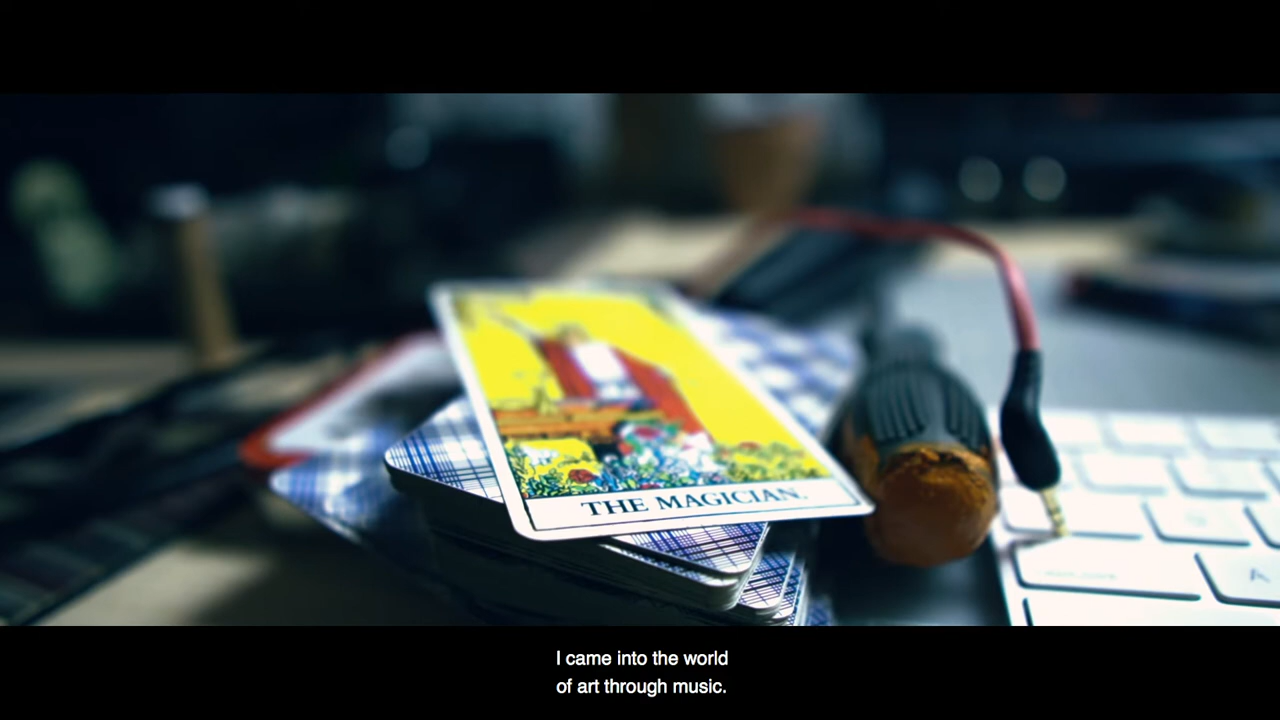 THE MAGICIAN.
I came into the world
of art through music.
A